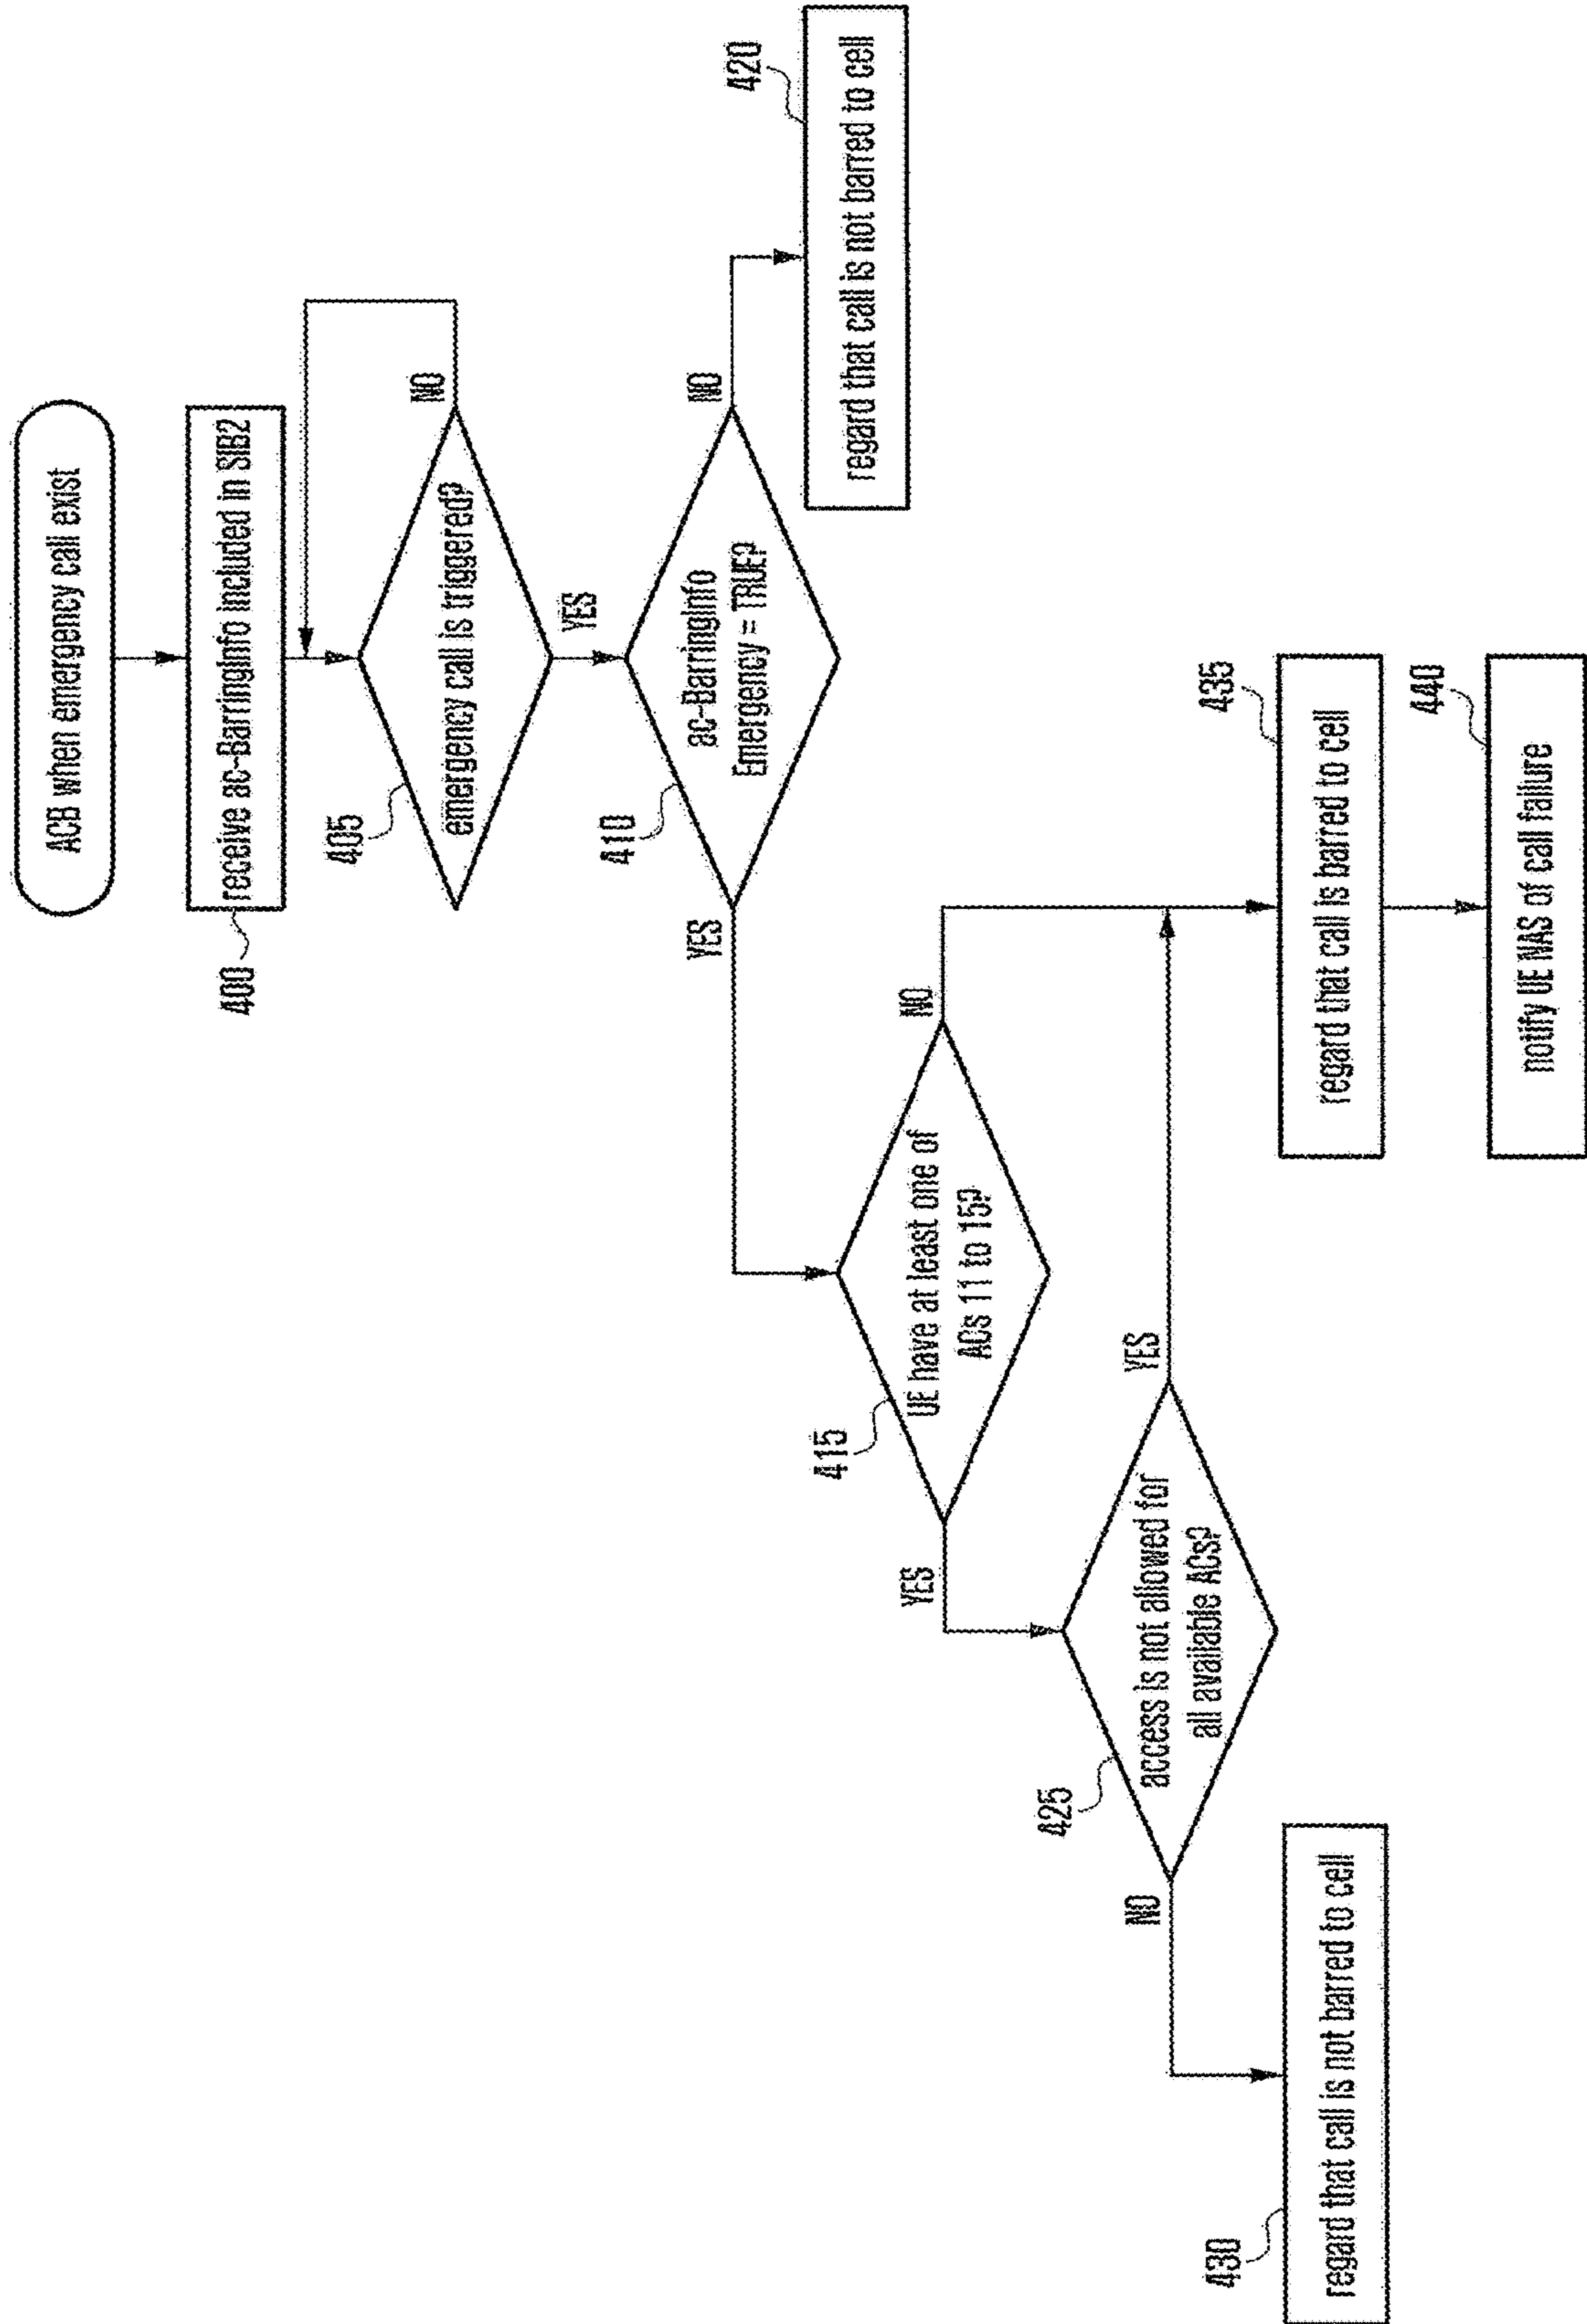 ACB when emergency call exist
400
receive ac-BarringInfo included in SIB2
405
emergency call is triggered?
NO
YES
410
ac-BarringInfo
Emergency = TRUE?
NO
YES
420
regard that call is not barred to cell
415
UE have at least one of
ACs 11 to 15?
NO
YES
425
access is not allowed for
all available ACs?
YES
NO
430
regard that call is not barred to cell
435
regard that call is barred to cell
440
notify UE NAS of call failure